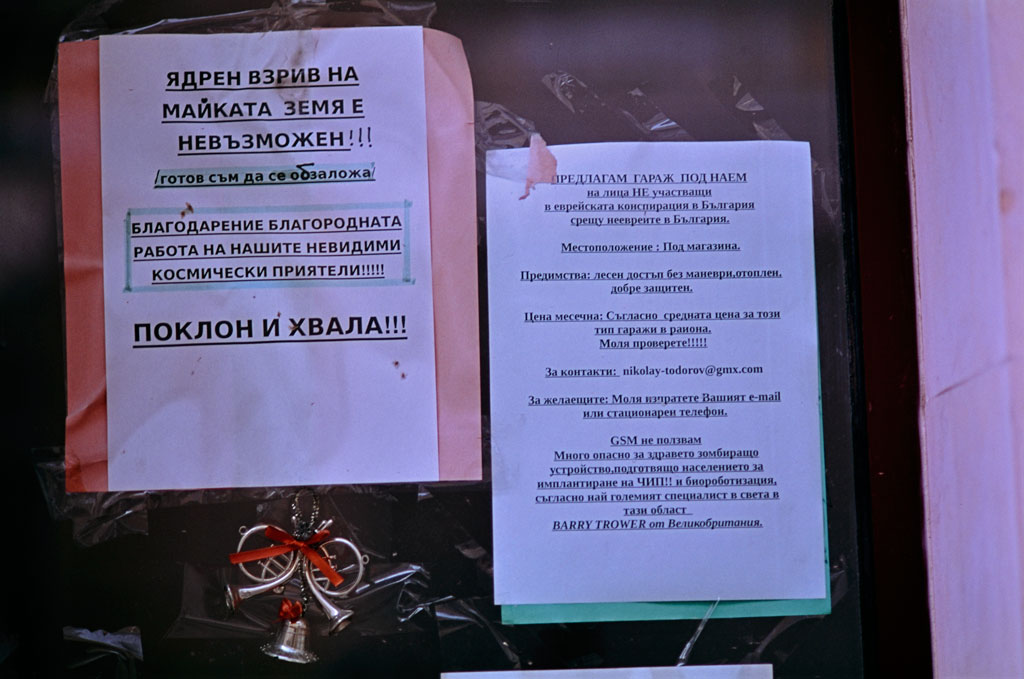 ЯДРЕН ВЗРИВ НА
МАЙКАТА ЗЕМЯ Е
НЕВЪЗМОЖЕН!!!
/готов съм да се обзаложа/
БЛАГОДАРЕНИЕ БЛАГОРОДНАТА
РАБОТА НА НАШИТЕ НЕВИДИМИ
КОСМИЧЕСКИ ПРИЯТЕЛИ!!!!!
ПОКЛОН И ХВАЛА!!!
ПРЕДЛАГАМ ГАРАЖ ПОД НАЕМ
на лица НЕ участващи
в еврейската конспирация в България
срещу неевреите в България.
Местоположение : Под магазина.
Предимства: лесен достъп без маневри,отоплен,
добре защитен.
Цена месечна: Съгласно средната цена за този
тип гаражи в раиона.
Моля проверете!!!!!
За контакти: nikolay-todorov@gmx.com
За желаещите: Моля изпратете Вашият e-mail
или стационарен телефон.
GSM не ползвам
Много опасно за здравето зомбиращо
устройство,подготвящо населението за
имплантиране на ЧИП!! и биороботизация,
съгласно най големият специалист в света в
тази област
BARRY TROWER от Великобритания.